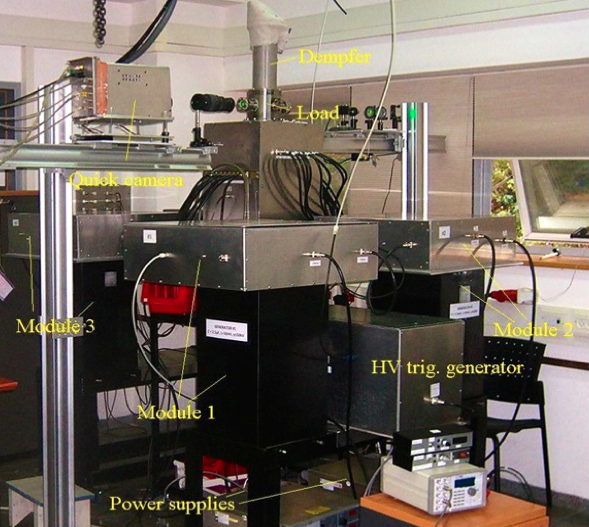 Dempfer
Load
Quick camera
Module 3
Module 2
HV trig. generator
Module 1
Power supplies